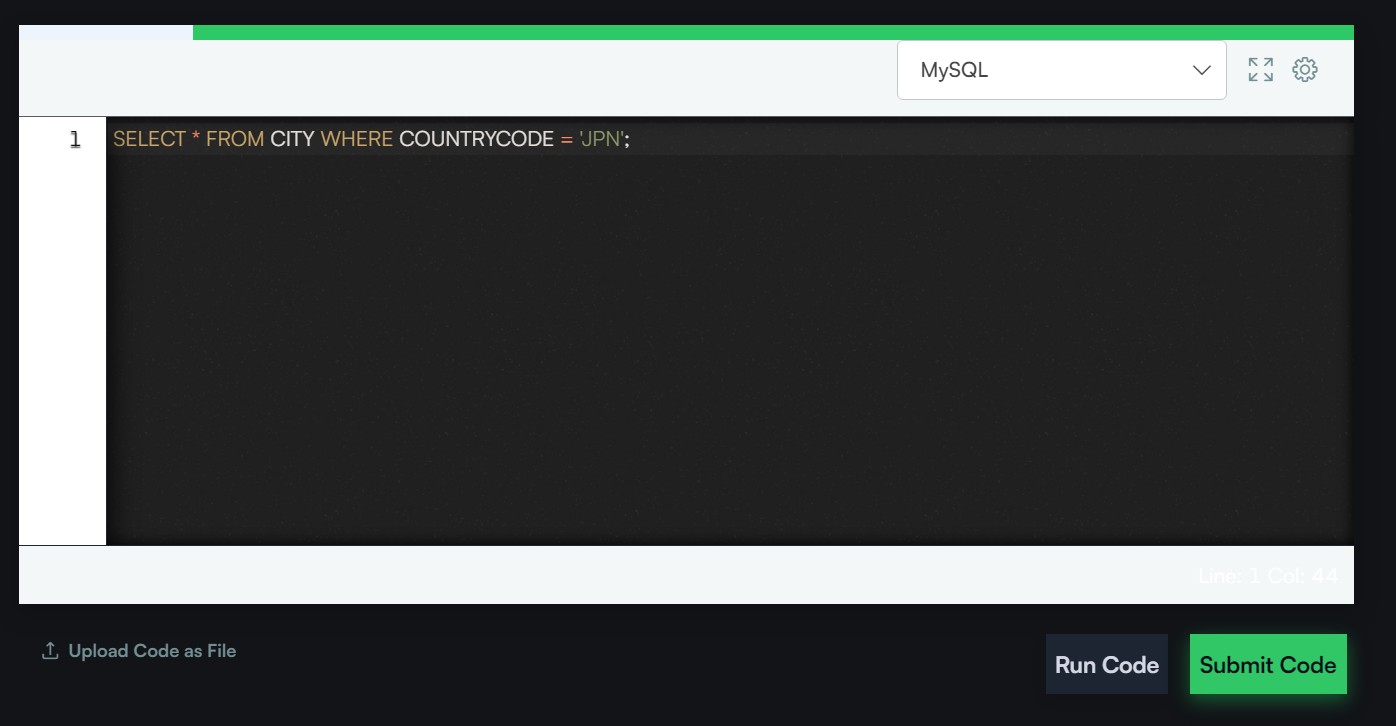 MySQL
1 SELECT * FROM CITY WHERE COUNTRYCODE = 'JPN';
Line: 1 Col: 44
Upload Code as File
Run Code
Submit Code